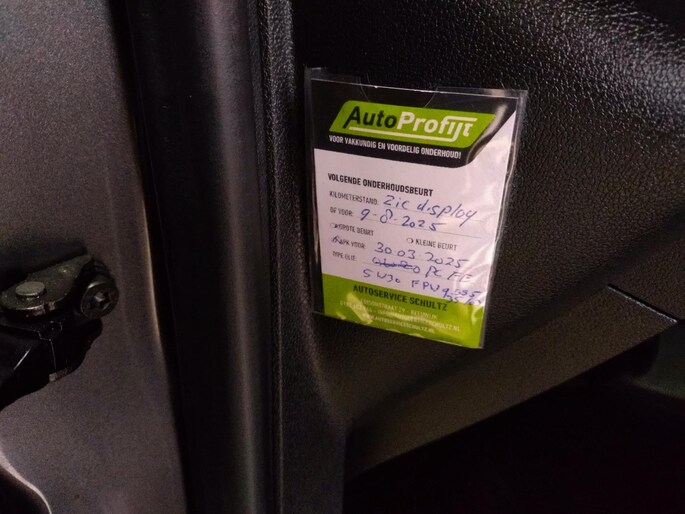 AutoProfijt
VOOR VAKKUNDIG EN VOORDELIG ONDERHOUD!
VOLGENDE ONDERHOUDSBEURT
KILOMETERSTAND: zie display
OF VOOR: 9-8-2025
GROTE BEURT KLEINE BEURT
APK VOOR: 30-03-2025
TYPE OLIE:
5W30
AUTOSERVICE SCHULTZ